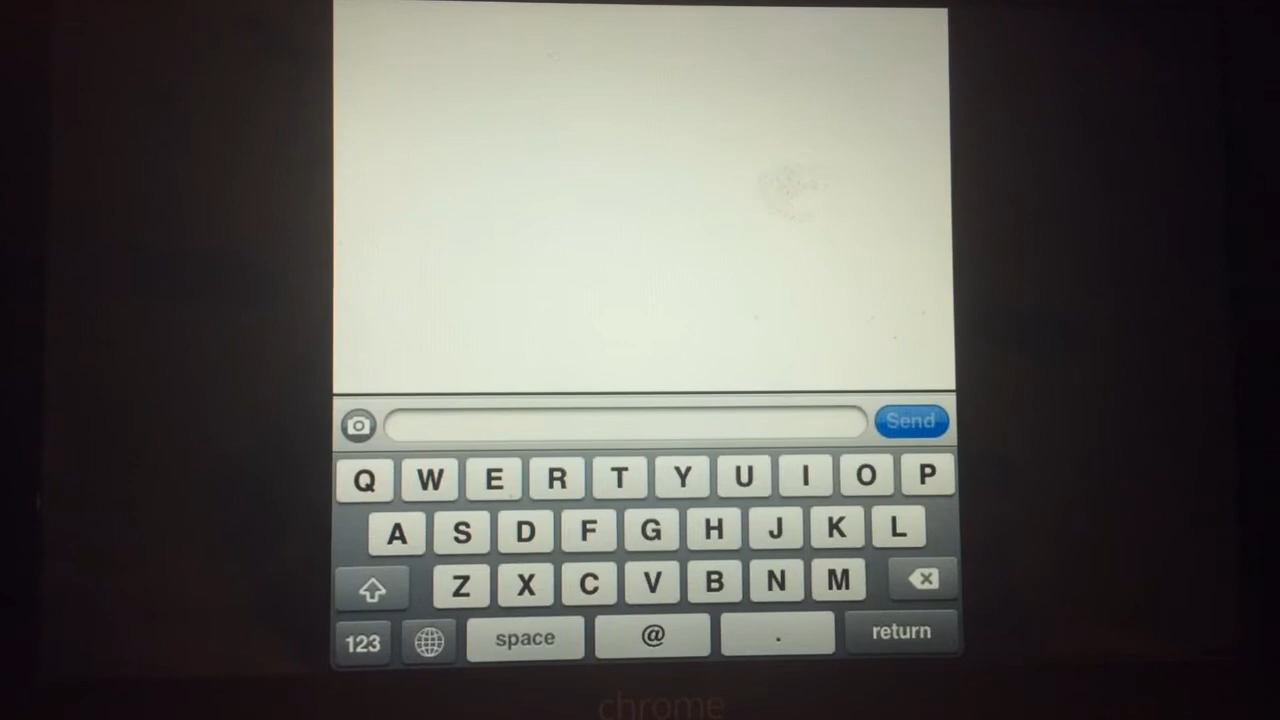 Send
Q W E R T Y U I O P
A S D F G H J K L
Z X C V B N M
123 space @ . return
chrome